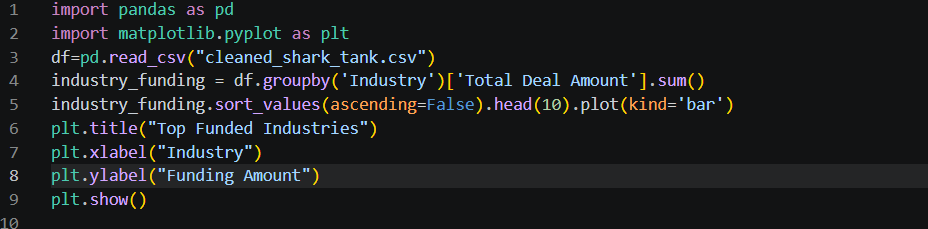 1 import pandas as pd
2 import matplotlib.pyplot as plt
3 df=pd.read_csv("cleaned_shark_tank.csv")
4 industry_funding = df.groupby('Industry')['Total Deal Amount'].sum()
5 industry_funding.sort_values(ascending=False).head(10).plot(kind='bar')
6 plt.title("Top Funded Industries")
7 plt.xlabel("Industry")
8 plt.ylabel("Funding Amount")
9 plt.show()
10